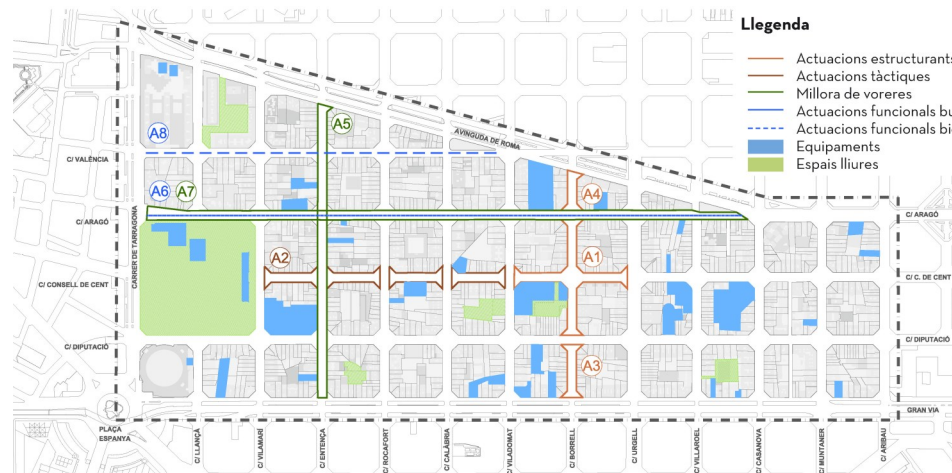 Llegenda
Actuacions estructurants
Actuacions tàctiques
Millora de voreres
Actuacions funcionals bu
Actuacions funcionals bi
Equipaments
Espais lliures
A8
A5
AVINGUDA DE ROMA
C/ VALÈNCIA
A6
A7
A4
C/ ARAGÓ
C/ ARAGÓ
CARRER DE TARRAGONA
A2
A1
C/ CONSELL DE CENT
C/ C. DE CENT
C/ DIPUTACIÓ
C/ DIPUTACIÓ
A3
GRAN VIA
PLAÇA
ESPANYA
C/ LLANÇÀ
C/ VILAMARÍ
C/ ENTENÇA
C/ ROCAFORT
C/ CALÀBRIA
C/ VILADOMAT
C/ BORRELL
C/ URGELL
C/ VILLAROEL
C/ CASANOVA
C/ MUNTANER
C/ ARIBAU